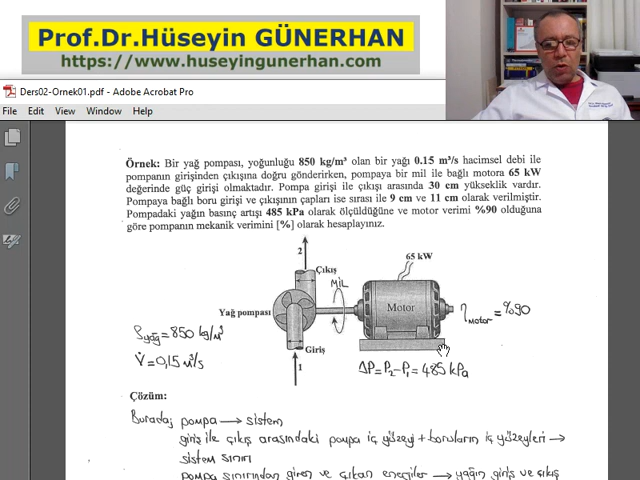 Prof.Dr.Hüseyin GÜNERHAN
https://www.huseyingunerhan.com
Ders02-Ornek01.pdf - Adobe Acrobat Pro
File Edit View Window Help
Örnek: Bir yağ pompası, yoğunluğu 850 kg/m³ olan bir yağı 0.15 m³/s hacimsel debi ile
pompanın girişinden çıkışına doğru gönderirken, pompaya bir mil ile bağlı motora 65 kW
değerinde güç girişi olmaktadır. Pompa girişi ile çıkışı arasında 30 cm yükseklik vardır.
Pompaya bağlı boru girişi ve çıkışının çapları ise sırası ile 9 cm ve 11 cm olarak verilmiştir.
Pompadaki yağın basınç artışı 485 kPa olarak ölçüldüğüne ve motor verimi %90 olduğuna
göre pompanın mekanik verimini [%] olarak hesaplayınız.
2
Çıkış
MİL
65 kW
Yağ pompası
Motor
η Motor = %90
ρyağ = 850 kg/m³
V̇ = 0,15 m³/s
Giriş
1
ΔP = P₂ - P₁ = 485 kPa
Çözüm:
Buradaj pompa → sistem
giriş ile çıkış arasındaki pompa iç yüzeyi + boruların iç yüzeyleri →
sistem sınırı
pompa sınırından giren ve çıkan enerjiler → yağın giriş ve çıkış